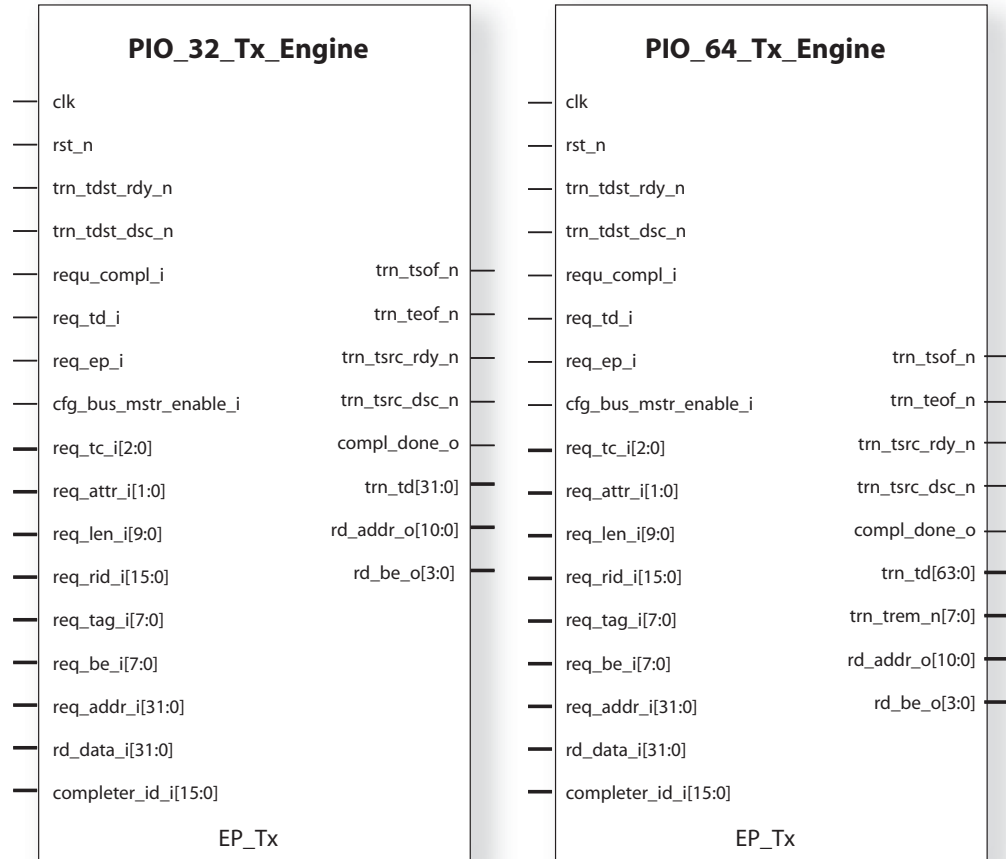 PIO_32_Tx_Engine
clk
rst_n
trn_tdst_rdy_n
trn_tdst_dsc_n
requ_compl_i
req_td_i
req_ep_i
cfg_bus_mstr_enable_i
req_tc_i[2:0]
req_attr_i[1:0]
req_len_i[9:0]
req_rid_i[15:0]
req_tag_i[7:0]
req_be_i[7:0]
req_addr_i[31:0]
rd_data_i[31:0]
completer_id_i[15:0]
trn_tsof_n
trn_teof_n
trn_tsrc_rdy_n
trn_tsrc_dsc_n
compl_done_o
trn_td[31:0]
rd_addr_o[10:0]
rd_be_o[3:0]
EP_Tx
PIO_64_Tx_Engine
clk
rst_n
trn_tdst_rdy_n
trn_tdst_dsc_n
requ_compl_i
req_td_i
req_ep_i
cfg_bus_mstr_enable_i
req_tc_i[2:0]
req_attr_i[1:0]
req_len_i[9:0]
req_rid_i[15:0]
req_tag_i[7:0]
req_be_i[7:0]
req_addr_i[31:0]
rd_data_i[31:0]
completer_id_i[15:0]
trn_tsof_n
trn_teof_n
trn_tsrc_rdy_n
trn_tsrc_dsc_n
compl_done_o
trn_td[63:0]
trn_trem_n[7:0]
rd_addr_o[10:0]
rd_be_o[3:0]
EP_Tx